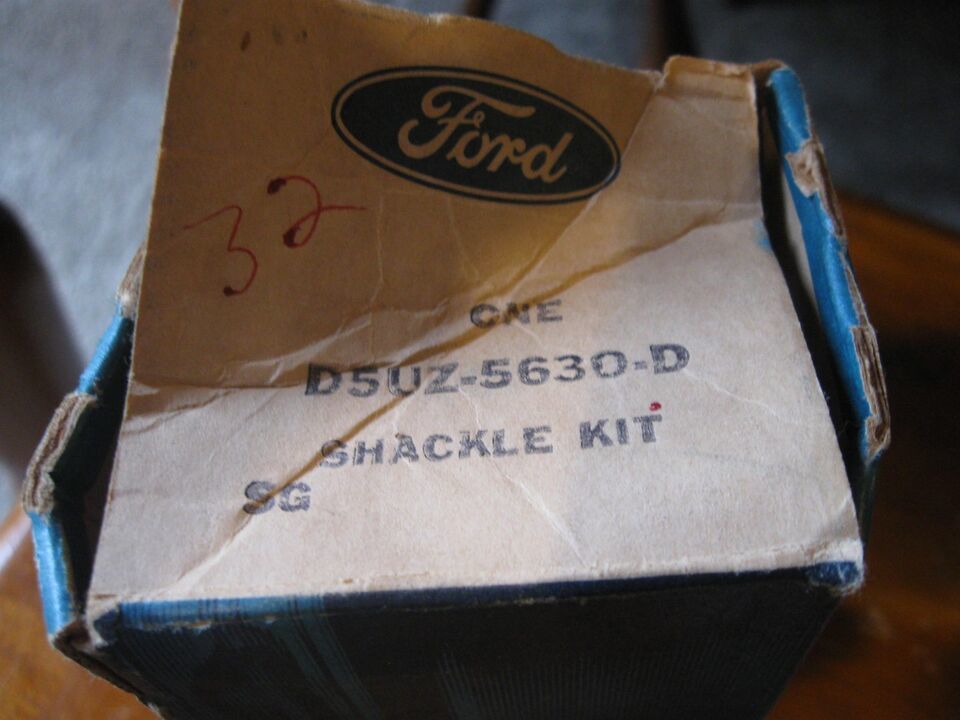 Ford
32
ONE
D5UZ-5630-D
SHACKLE KIT
SG